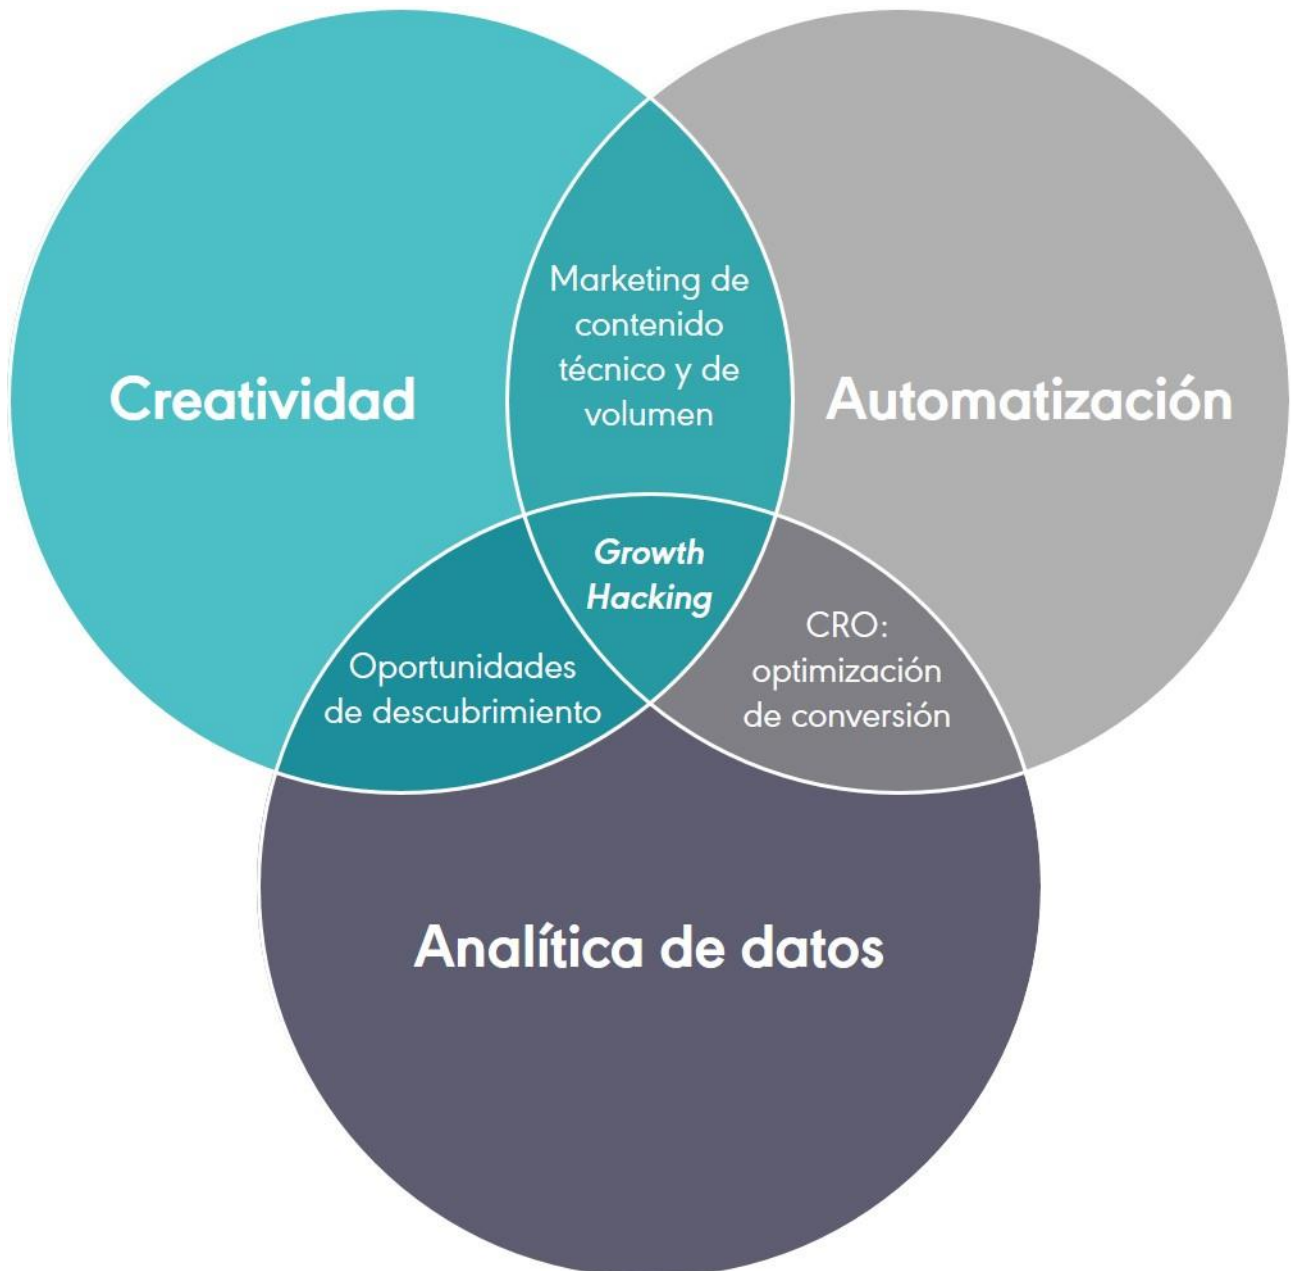 Marketing de
contenido
técnico y de
volumen
Creatividad
Automatización
Growth
Hacking
Oportunidades
de descubrimiento
CRO:
optimización
de conversión
Analítica de datos